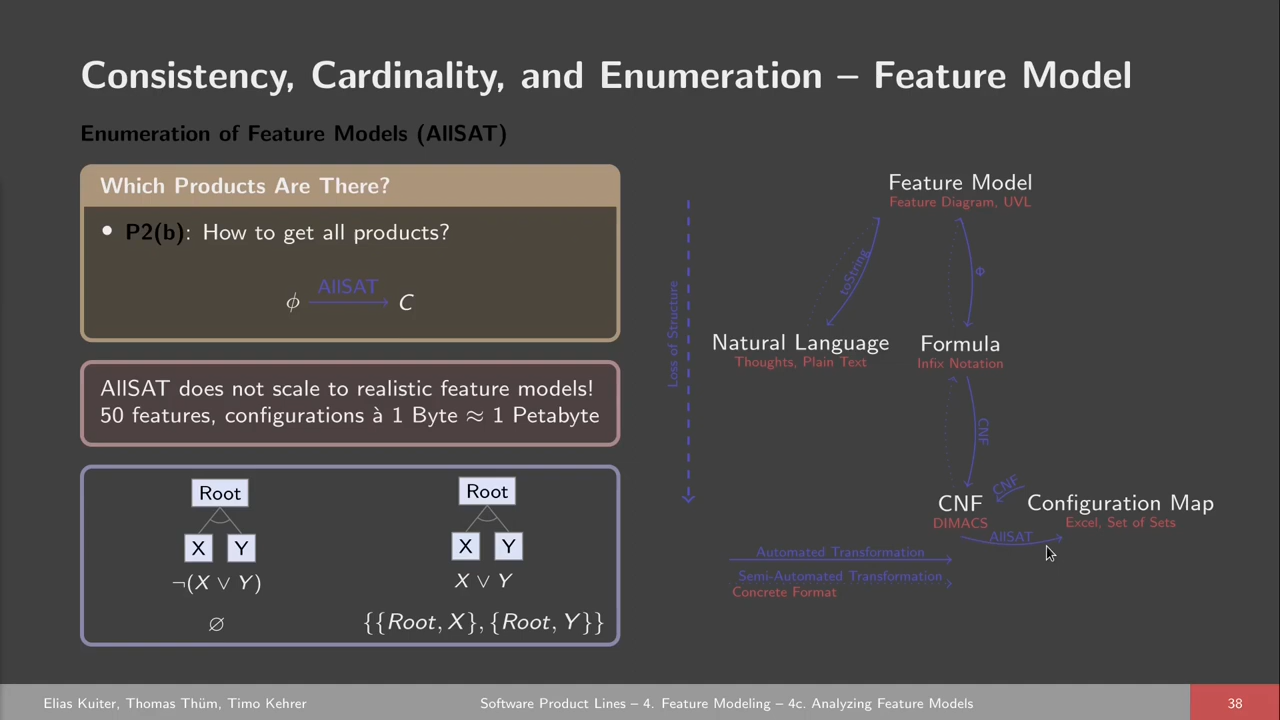 Consistency, Cardinality, and Enumeration – Feature Model
Enumeration of Feature Models (AllSAT)
Which Products Are There?
• P2(b): How to get all products?
AllSAT
ϕ ⟶ C
AllSAT does not scale to realistic feature models!
50 features, configurations à 1 Byte ≈ 1 Petabyte
Root
X Y
¬(X ∨ Y)
∅
Root
X Y
X ∨ Y
{{Root, X}, {Root, Y}}
Loss of Structure
Feature Model
Feature Diagram, UVL
toString
Φ
Natural Language
Thoughts, Plain Text
Formula
Infix Notation
CNF
CNF
CNF
DIMACS
Configuration Map
Excel, Set of Sets
AllSAT
Automated Transformation
Semi-Automated Transformation
Concrete Format
Elias Kuiter, Thomas Thüm, Timo Kehrer
Software Product Lines – 4. Feature Modeling – 4c. Analyzing Feature Models
38